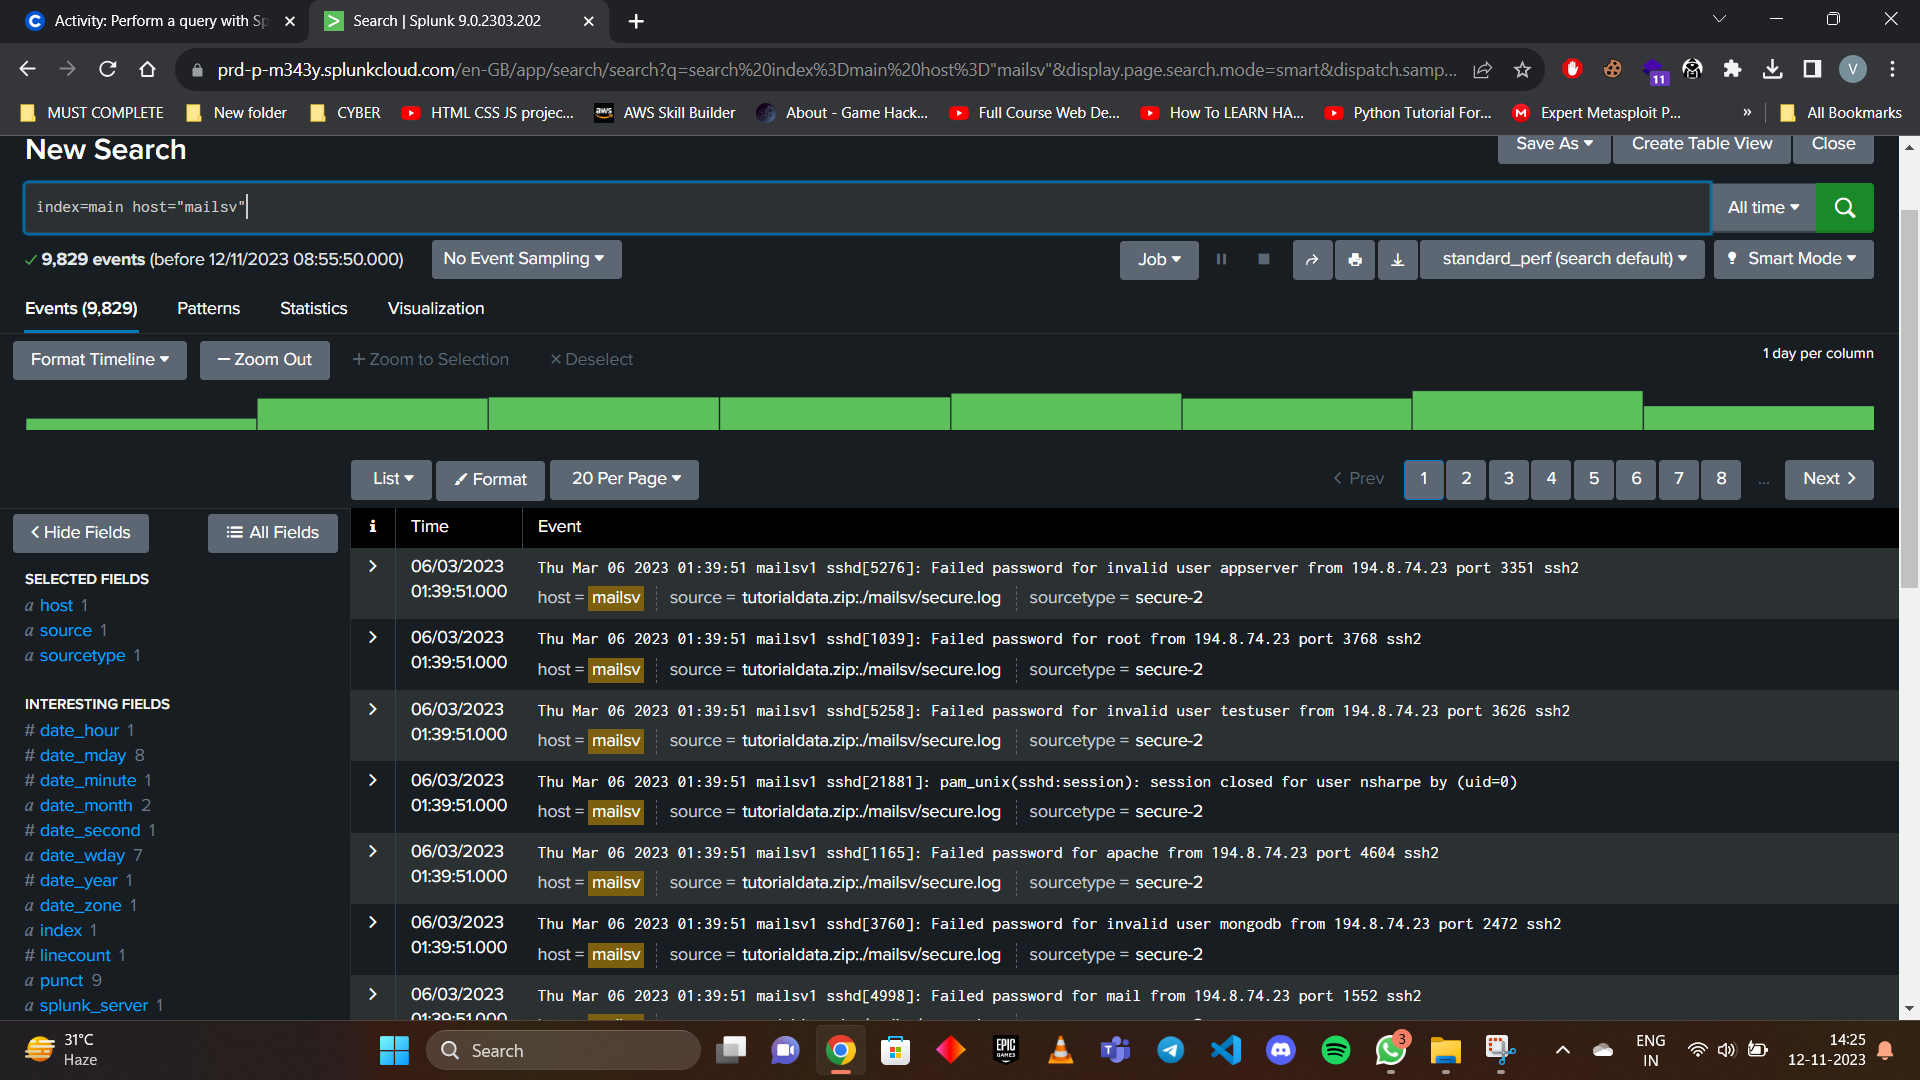 Activity: Perform a query with Sp
Search | Splunk 9.0.2303.202
prd-p-m343y.splunkcloud.com/en-GB/app/search/search?q=search%20index%3Dmain%20host%3D"mailsv"&display.page.search.mode=smart&dispatch.samp...
11
V
MUST COMPLETE
New folder
CYBER
HTML CSS JS projec...
aws
AWS Skill Builder
About - Game Hack...
Full Course Web De...
How To LEARN HA...
Python Tutorial For...
M
Expert Metasploit P...
»
All Bookmarks
New Search
Save As
Create Table View
Close
index=main host="mailsv"
All time
9,829 events (before 12/11/2023 08:55:50.000)
No Event Sampling
Job
standard_perf (search default)
Smart Mode
Events (9,829)
Patterns
Statistics
Visualization
Format Timeline
— Zoom Out
+ Zoom to Selection
× Deselect
1 day per column
List
Format
20 Per Page
< Prev
1
2
3
4
5
6
7
8
...
Next >
< Hide Fields
All Fields
i
Time
Event
SELECTED FIELDS
a host 1
a source 1
a sourcetype 1
INTERESTING FIELDS
# date_hour 1
# date_mday 8
# date_minute 1
a date_month 2
# date_second 1
a date_wday 7
# date_year 1
a date_zone 1
a index 1
# linecount 1
a punct 9
a splunk_server 1
> 06/03/2023 01:39:51.000
Thu Mar 06 2023 01:39:51 mailsv1 sshd[5276]: Failed password for invalid user appserver from 194.8.74.23 port 3351 ssh2
host = mailsv source = tutorialdata.zip:./mailsv/secure.log sourcetype = secure-2
> 06/03/2023 01:39:51.000
Thu Mar 06 2023 01:39:51 mailsv1 sshd[1039]: Failed password for root from 194.8.74.23 port 3768 ssh2
host = mailsv source = tutorialdata.zip:./mailsv/secure.log sourcetype = secure-2
> 06/03/2023 01:39:51.000
Thu Mar 06 2023 01:39:51 mailsv1 sshd[5258]: Failed password for invalid user testuser from 194.8.74.23 port 3626 ssh2
host = mailsv source = tutorialdata.zip:./mailsv/secure.log sourcetype = secure-2
> 06/03/2023 01:39:51.000
Thu Mar 06 2023 01:39:51 mailsv1 sshd[21881]: pam_unix(sshd:session): session closed for user nsharpe by (uid=0)
host = mailsv source = tutorialdata.zip:./mailsv/secure.log sourcetype = secure-2
> 06/03/2023 01:39:51.000
Thu Mar 06 2023 01:39:51 mailsv1 sshd[1165]: Failed password for apache from 194.8.74.23 port 4604 ssh2
host = mailsv source = tutorialdata.zip:./mailsv/secure.log sourcetype = secure-2
> 06/03/2023 01:39:51.000
Thu Mar 06 2023 01:39:51 mailsv1 sshd[3760]: Failed password for invalid user mongodb from 194.8.74.23 port 2472 ssh2
host = mailsv source = tutorialdata.zip:./mailsv/secure.log sourcetype = secure-2
> 06/03/2023 01:39:51.000
Thu Mar 06 2023 01:39:51 mailsv1 sshd[4998]: Failed password for mail from 194.8.74.23 port 1552 ssh2
31°C
Haze
Search
EPIC GAMES
3
ENG
IN
14:25
12-11-2023